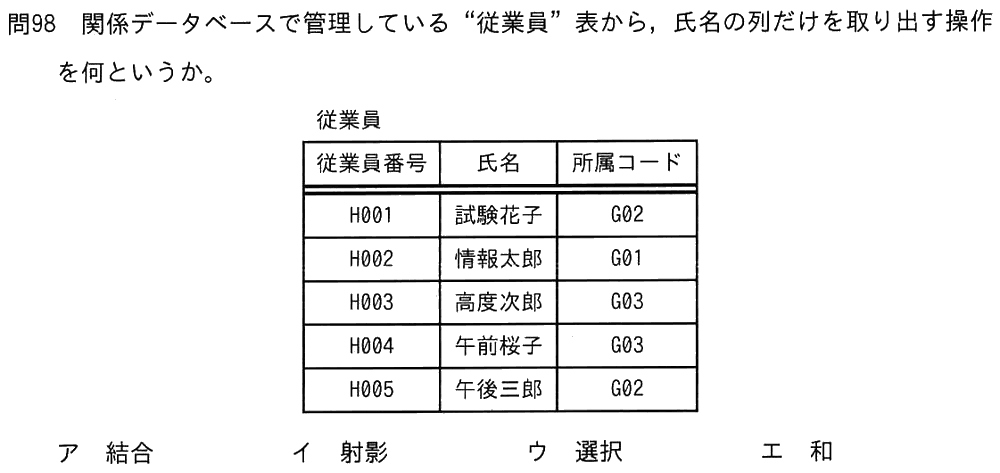 問98　関係データベースで管理している“従業員”表から，氏名の列だけを取り出す操作
を何というか。
従業員
従業員番号　氏名　所属コード
H001　試験花子　G02
H002　情報太郎　G01
H003　高度次郎　G03
H004　午前桜子　G03
H005　午後三郎　G02
ア　結合　イ　射影　ウ　選択　エ　和